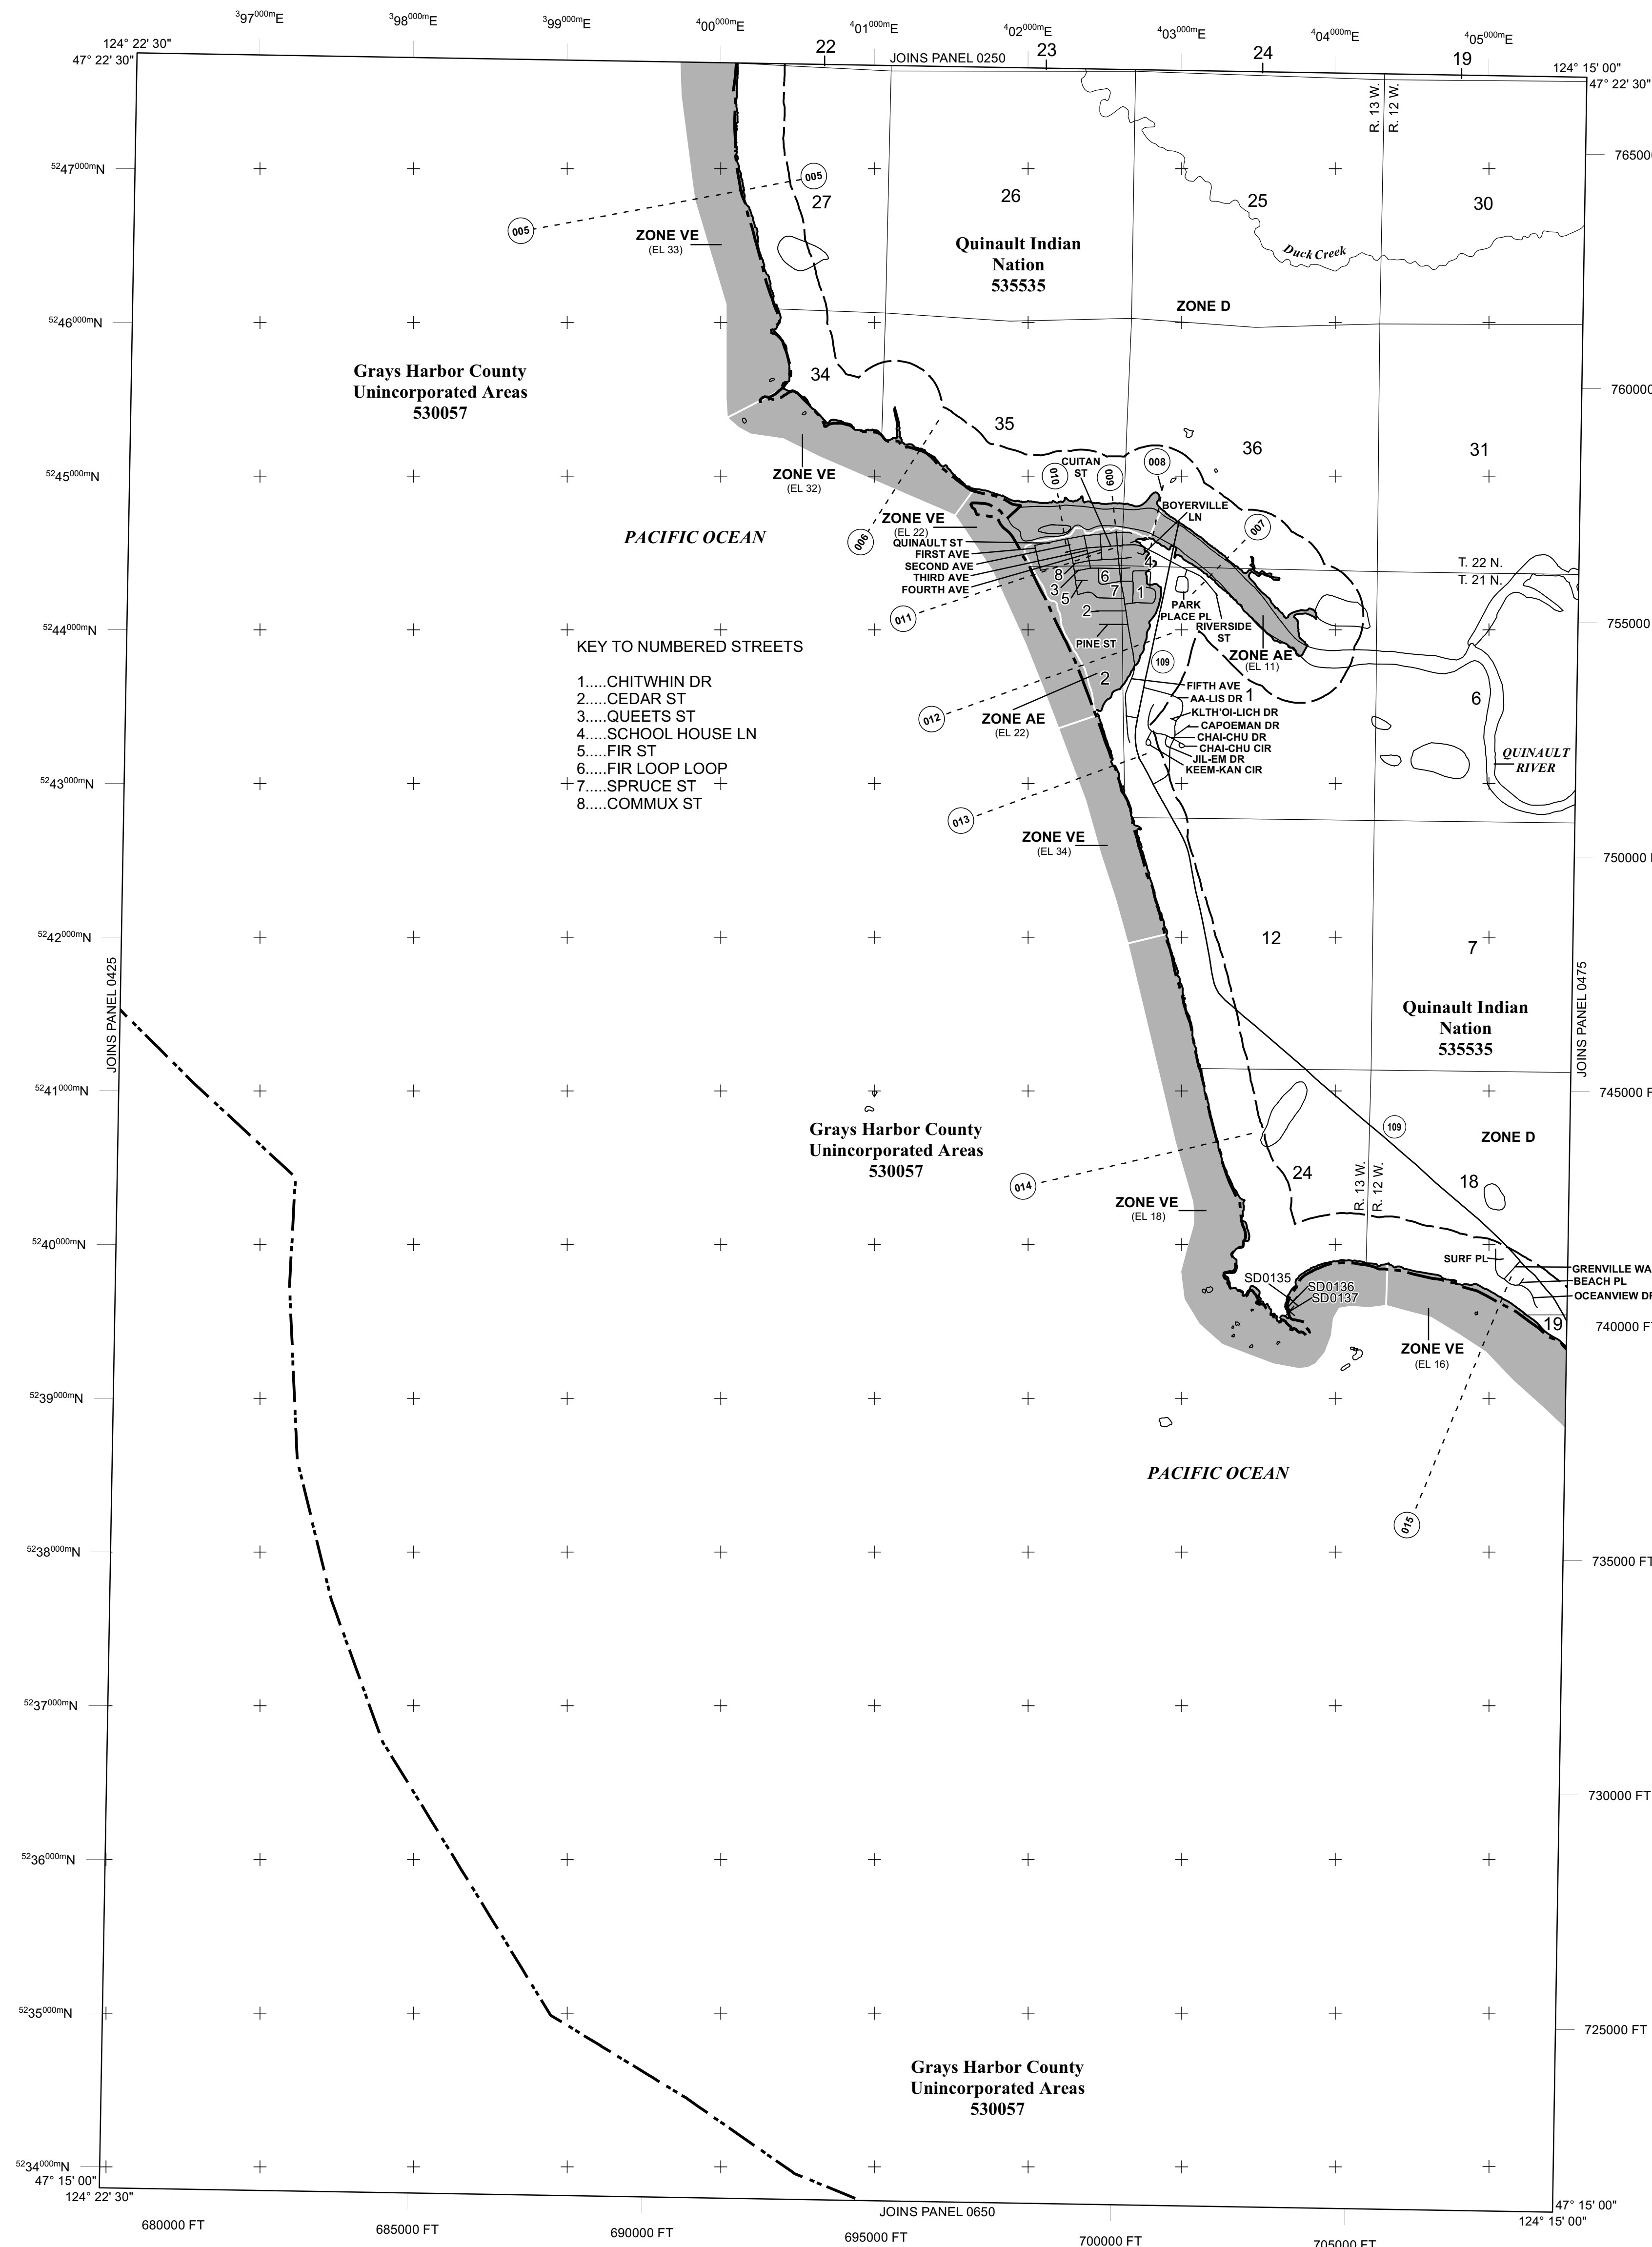 397000mE
398000mE
399000mE
400000mE
401000mE
402000mE
403000mE
404000mE
405000mE
124° 22' 30"
47° 22' 30"
22
JOINS PANEL 0250
23
24
19
124° 15' 00"
47° 22' 30"
R. 13 W.
R. 12 W.
5247000mN
765000
005
27
26
25
30
005
ZONE VE
(EL 33)
Quinault Indian
Nation
535535
Duck Creek
ZONE D
5246000mN
Grays Harbor County
Unincorporated Areas
530057
34
760000
35
36
31
5245000mN
ZONE VE
(EL 32)
CUITAN
ST
010
009
008
BOYERVILLE
LN
007
PACIFIC OCEAN
006
ZONE VE
(EL 22)
QUINAULT ST
FIRST AVE
SECOND AVE
THIRD AVE
FOURTH AVE
T. 22 N.
T. 21 N.
4
8
6
3
5
7
1
2
PARK
PLACE PL
RIVERSIDE
ST
011
PINE ST
5244000mN
755000
ZONE AE
(EL 11)
109
KEY TO NUMBERED STREETS
1.....CHITWHIN DR
2.....CEDAR ST
3.....QUEETS ST
4.....SCHOOL HOUSE LN
5.....FIR ST
6.....FIR LOOP LOOP
7.....SPRUCE ST
8.....COMMUX ST
2
012
ZONE AE
(EL 22)
FIFTH AVE
AA-LIS DR
1
KLTH'OI-LICH DR
CAPOEMAN DR
CHAI-CHU DR
CHAI-CHU CIR
JIL-EM DR
KEEM-KAN CIR
6
QUINAULT
RIVER
5243000mN
013
ZONE VE
(EL 34)
750000
5242000mN
12
7
JOINS PANEL 0425
JOINS PANEL 0475
Quinault Indian
Nation
535535
5241000mN
745000 F
Grays Harbor County
Unincorporated Areas
530057
109
ZONE D
014
24
R. 13 W.
R. 12 W.
18
ZONE VE
(EL 18)
5240000mN
SURF PL
GRENVILLE WA
BEACH PL
OCEANVIEW DR
SD0135
SD0136
SD0137
19
740000 FT
ZONE VE
(EL 16)
5239000mN
PACIFIC OCEAN
015
5238000mN
735000 FT
5237000mN
730000 FT
5236000mN
5235000mN
725000 FT
Grays Harbor County
Unincorporated Areas
530057
5234000mN
47° 15' 00"
124° 22' 30"
JOINS PANEL 0650
47° 15' 00"
124° 15' 00"
680000 FT
685000 FT
690000 FT
695000 FT
700000 FT
705000 FT